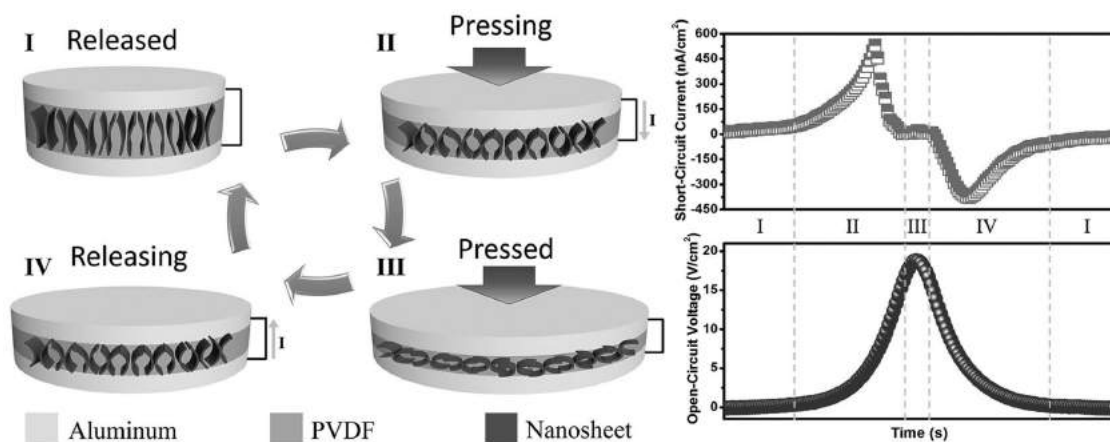 I Released
II Pressing
I
IV Releasing
I
III Pressed
Aluminum
PVDF
Nanosheet
Short-Circuit Current (nA/cm²)
600
450
300
150
0
-150
-300
-450
I II III IV I
Open-Circuit Voltage (V/cm²)
20
15
10
5
0
Time (s)